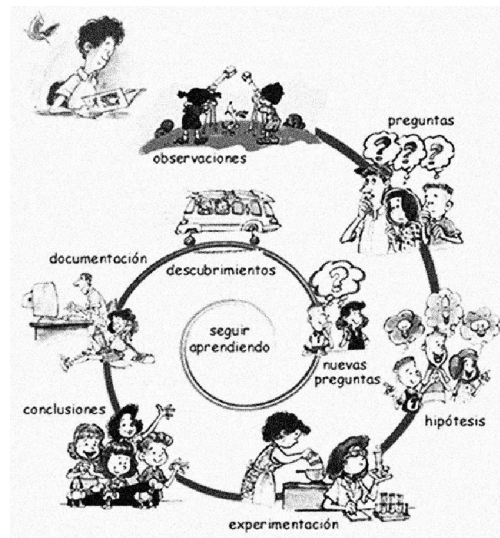 observaciones
preguntas
hipótesis
experimentación
conclusiones
documentación
descubrimientos
nuevas
preguntas
seguir
aprendiendo